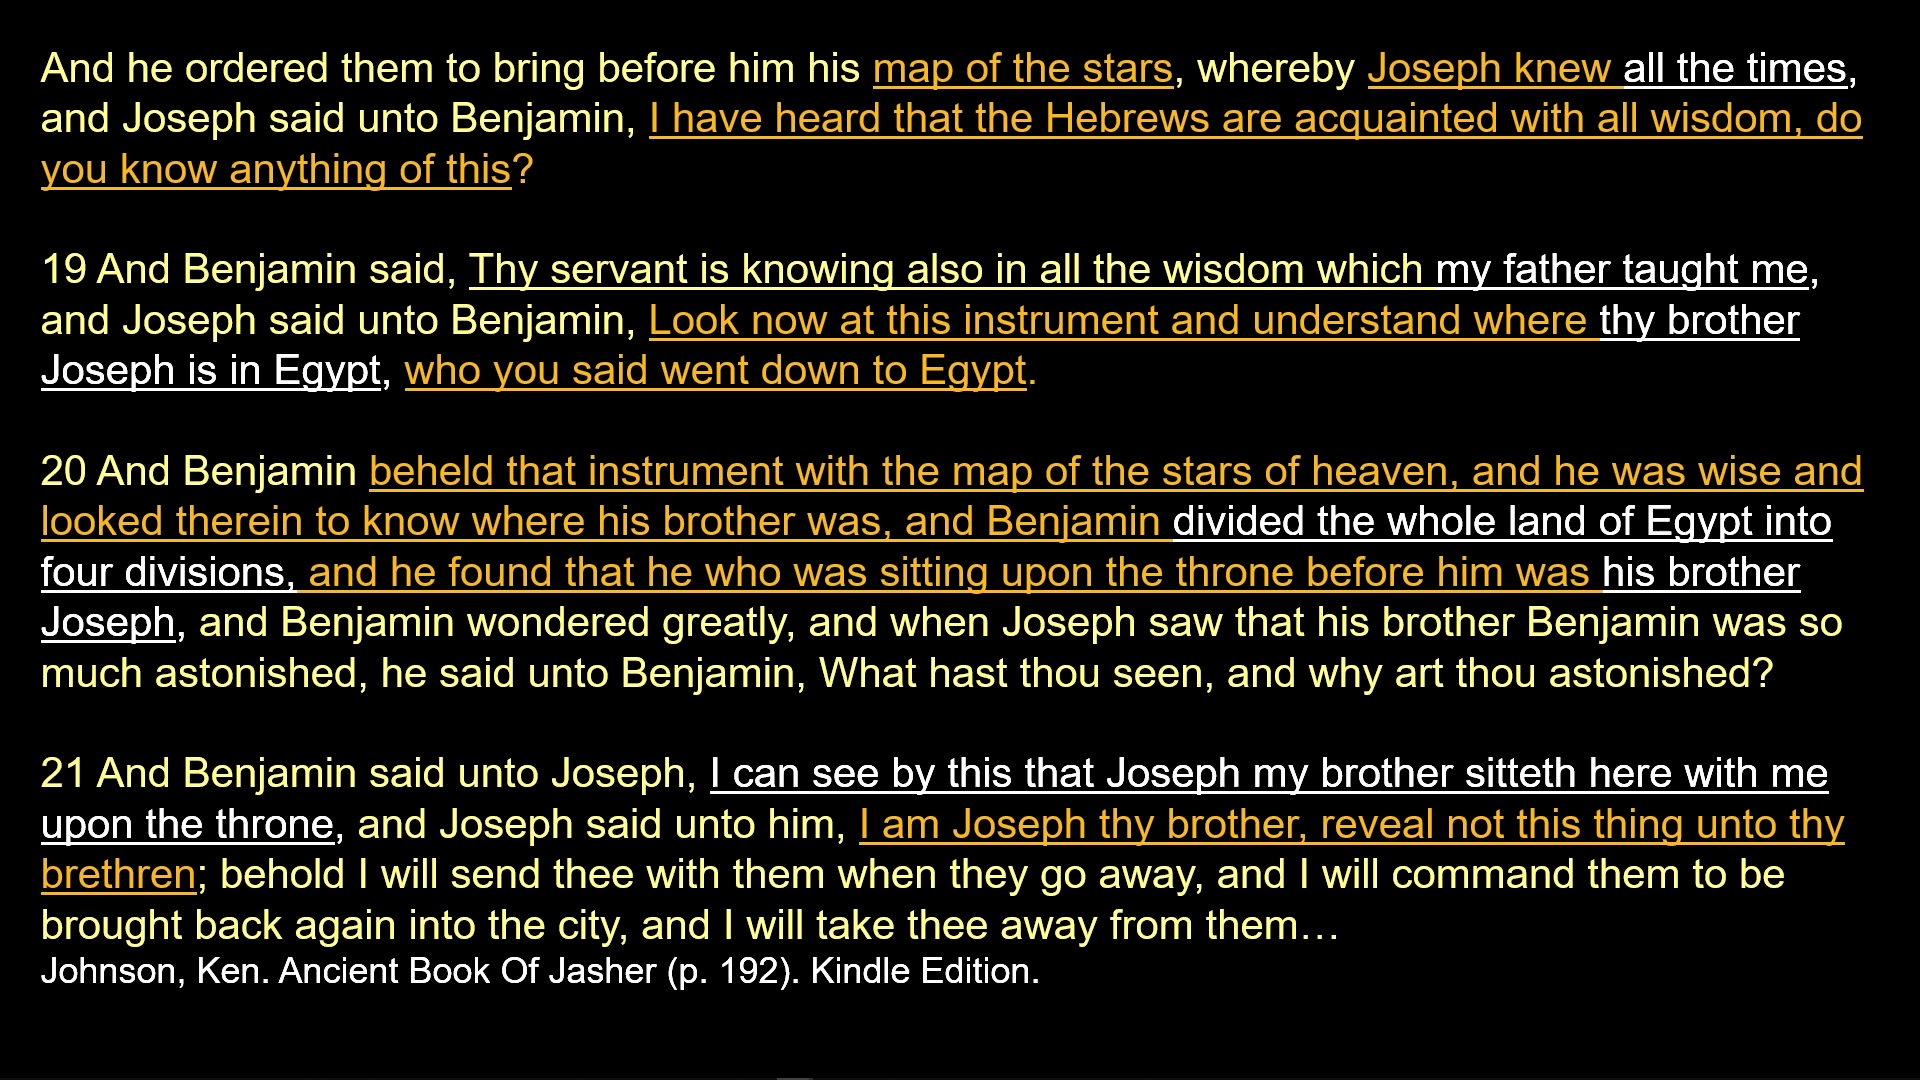 And he ordered them to bring before him his map of the stars, whereby Joseph knew all the times,
and Joseph said unto Benjamin, I have heard that the Hebrews are acquainted with all wisdom, do
you know anything of this?
19 And Benjamin said, Thy servant is knowing also in all the wisdom which my father taught me,
and Joseph said unto Benjamin, Look now at this instrument and understand where thy brother
Joseph is in Egypt, who you said went down to Egypt.
20 And Benjamin beheld that instrument with the map of the stars of heaven, and he was wise and
looked therein to know where his brother was, and Benjamin divided the whole land of Egypt into
four divisions, and he found that he who was sitting upon the throne before him was his brother
Joseph, and Benjamin wondered greatly, and when Joseph saw that his brother Benjamin was so
much astonished, he said unto Benjamin, What hast thou seen, and why art thou astonished?
21 And Benjamin said unto Joseph, I can see by this that Joseph my brother sitteth here with me
upon the throne, and Joseph said unto him, I am Joseph thy brother, reveal not this thing unto thy
brethren; behold I will send thee with them when they go away, and I will command them to be
brought back again into the city, and I will take thee away from them…
Johnson, Ken. Ancient Book Of Jasher (p. 192). Kindle Edition.